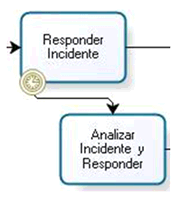 Responder
Incidente
Analizar
Incidente y
Responder